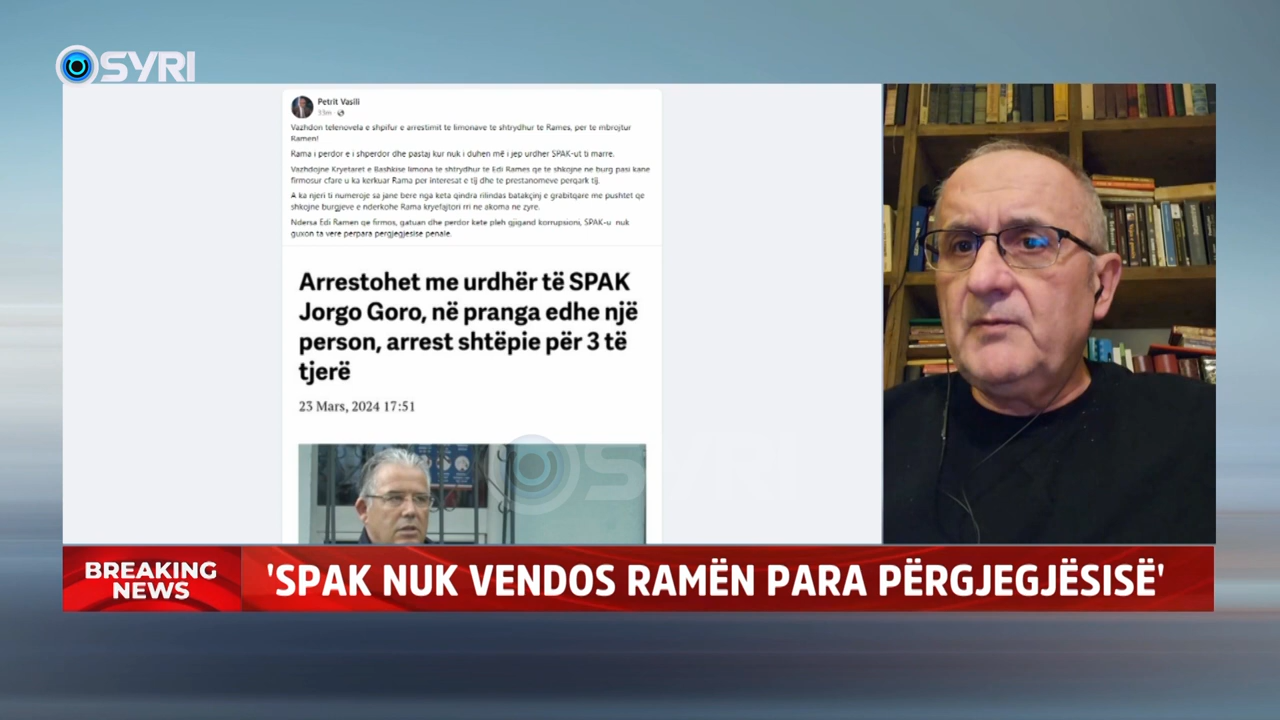 SYRI
Petrit Vasili
93m
Vazhdon telenovela e shpifur e arrestimit te limonave te shtrydhur te Rames, per te mbrojtur
Ramen!
Rama i perdor e i shperdor dhe pastaj kur nuk i duhen më i jep urdher SPAK-ut ti marre.
Vazhdojne Kryetaret e Bashkise limona te shtrydhur te Edi Rames qe te shkojne ne burg pasi kane
firmosur cfare u ka kerkuar Rama per interesat e tij dhe te prestanomeve perqark tij.
A ka njeri ti numeroje sa jane bere nga keta qindra rilindas batakçinj e grabitqare me pushtet qe
shkojne burgjeve e nderkohe Rama kryefajtori rri ne akoma ne zyre.
Ndersa Edi Ramen qe firmos, gatuan dhe perdor kete pleh gjigand korrupsioni, SPAK-u nuk
guxon ta vere perpara pergjegjesise penale.
Arrestohet me urdhër të SPAK
Jorgo Goro, në pranga edhe një
person, arrest shtëpie për 3 të
tjerë
23 Mars, 2024 17:51
SYRI
BREAKING
NEWS
'SPAK NUK VENDOS RAMËN PARA PËRGJEGJËSISË'